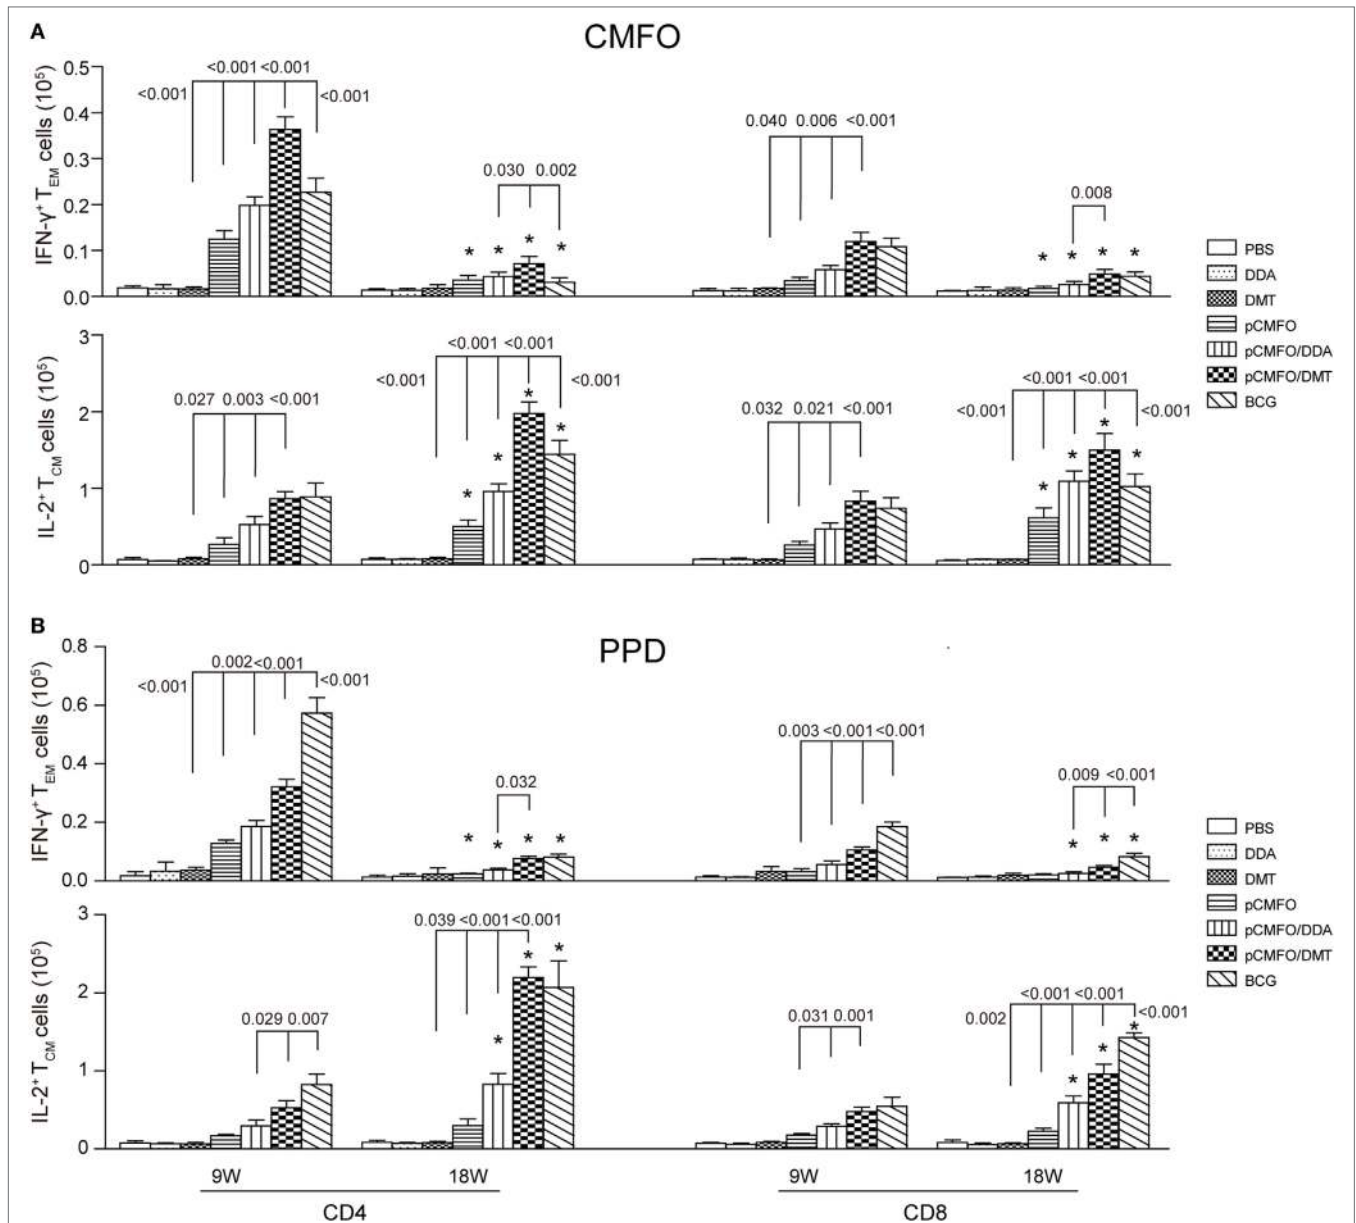 A
CMFO
IFN-γ+ TEM cells (10⁵)
0.5
0.4
0.3
0.2
0.1
0.0
<0.001 <0.001
<0.001
<0.001
0.030 0.002
* * * *
0.040 0.006 <0.001
0.008
* * * *
IL-2+ TCM cells (10⁵)
3
2
1
0
0.027 0.003 <0.001
<0.001 <0.001
<0.001
<0.001
* * * *
0.032 0.021 <0.001
<0.001 <0.001
<0.001
<0.001
* * * *
PBS
DDA
DMT
pCMFO
pCMFO/DDA
pCMFO/DMT
BCG
B
PPD
IFN-γ+ TEM cells (10⁵)
0.8
0.6
0.4
0.2
0.0
0.002 <0.001
<0.001
<0.001
0.032
* * * *
0.003 <0.001 <0.001
0.009 <0.001
* * *
IL-2+ TCM cells (10⁵)
3
2
1
0
0.029 0.007
0.039 <0.001 <0.001
* * *
0.031 0.001
<0.001 <0.001
0.002
<0.001
* * *
PBS
DDA
DMT
pCMFO
pCMFO/DDA
pCMFO/DMT
BCG
9W
18W
9W
18W
CD4
CD8